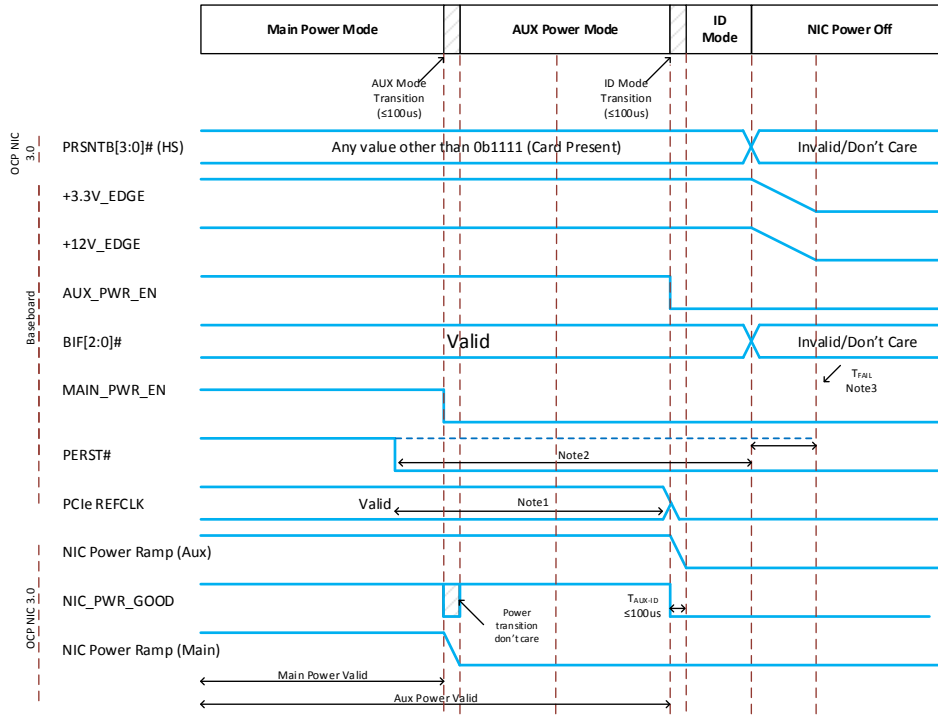 Main Power Mode
AUX Power Mode
ID
Mode
NIC Power Off
AUX Mode
Transition
(≤100us)
ID Mode
Transition
(≤100us)
OCP NIC
3.0
PRSNTB[3:0]# (HS)
Any value other than 0b1111 (Card Present)
Invalid/Don't Care
+3.3V_EDGE
+12V_EDGE
AUX_PWR_EN
Baseboard
BIF[2:0]#
Valid
Invalid/Don't Care
TFAIL
Note3
MAIN_PWR_EN
PERST#
Note2
PCIe REFCLK
Valid
Note1
NIC Power Ramp (Aux)
OCP NIC 3.0
NIC_PWR_GOOD
Power
transition
don't care
TAUX-ID
≤100us
NIC Power Ramp (Main)
Main Power Valid
Aux Power Valid